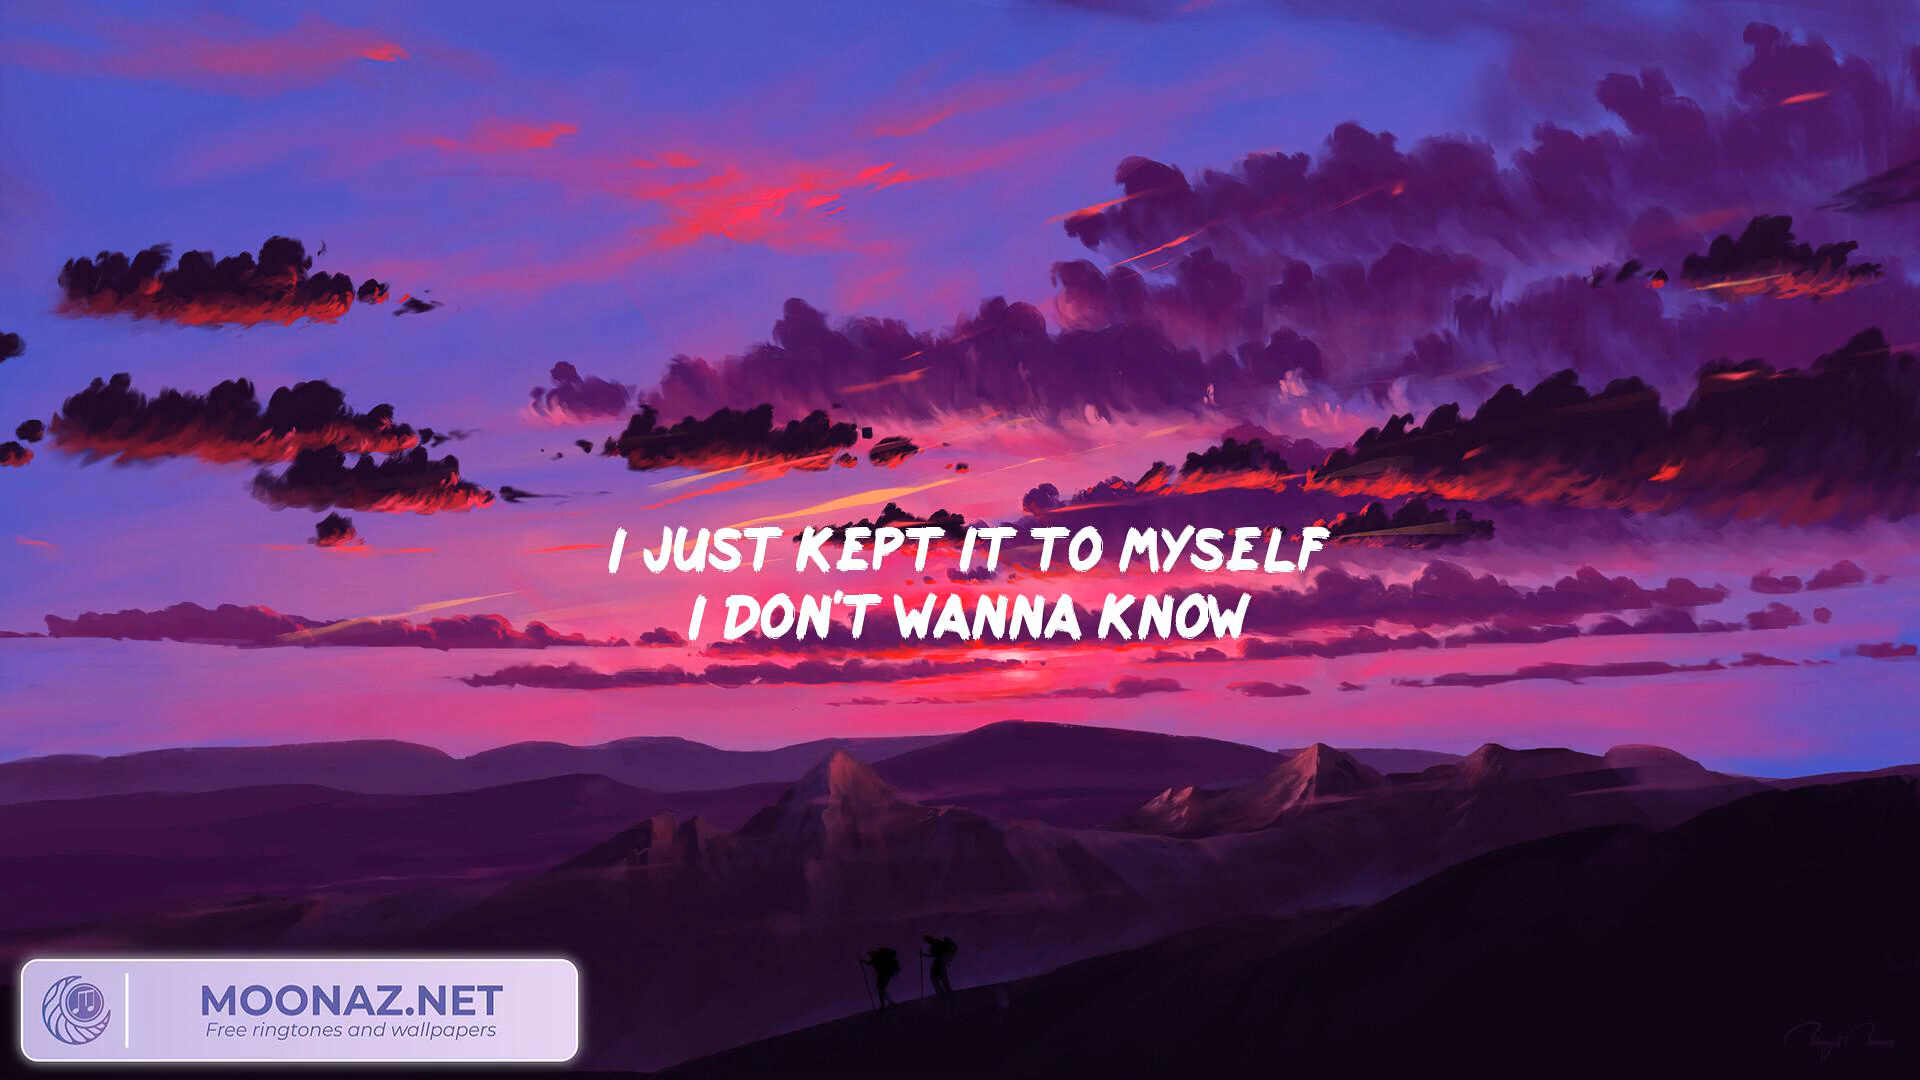 I JUST KEPT IT TO MYSELF
I DON'T WANNA KNOW
MOONAZ.NET
Free ringtones and wallpapers